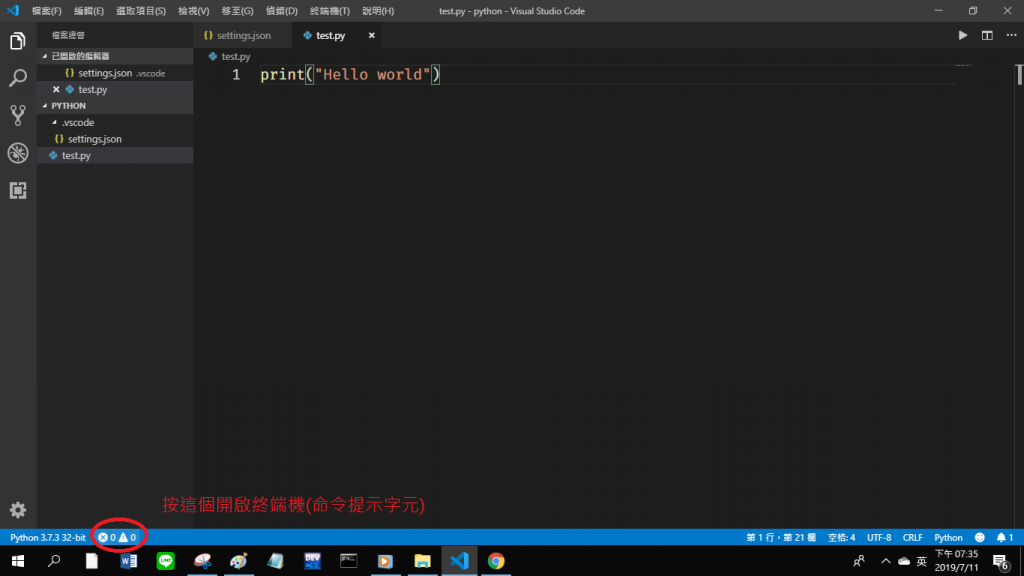 檔案(F) 編輯(E) 選取項目(S) 檢視(V) 移至(G) 偵錯(D) 終端機(T) 說明(H) test.py - python - Visual Studio Code
檔案總管
已開啟的編輯器
settings.json .vscode
test.py
PYTHON
.vscode
settings.json
test.py
settings.json test.py
test.py
1 print("Hello world")
按這個開啟終端機(命令提示字元)
Python 3.7.3 32-bit 0 0 第 1 行，第 21 欄 空格: 4 UTF-8 CRLF Python 1
W LINE DEV 英 下午 07:35 6
2019/7/11